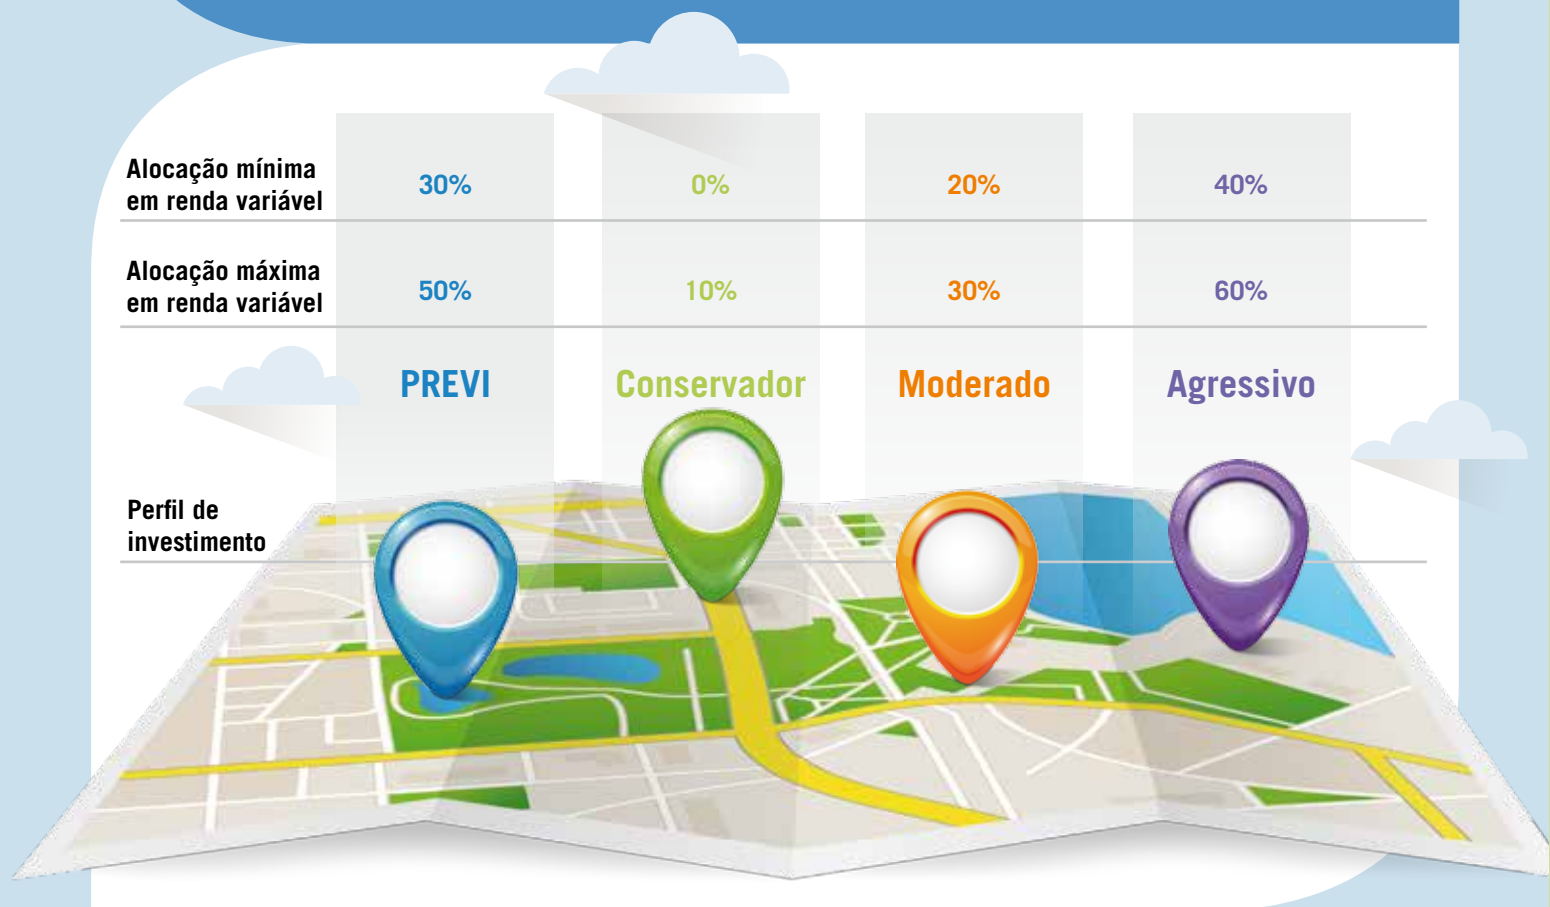 Alocação mínima
em renda variável
30% 0% 20% 40%
Alocação máxima
em renda variável
50% 10% 30% 60%
PREVI Conservador Moderado Agressivo
Perfil de
investimento